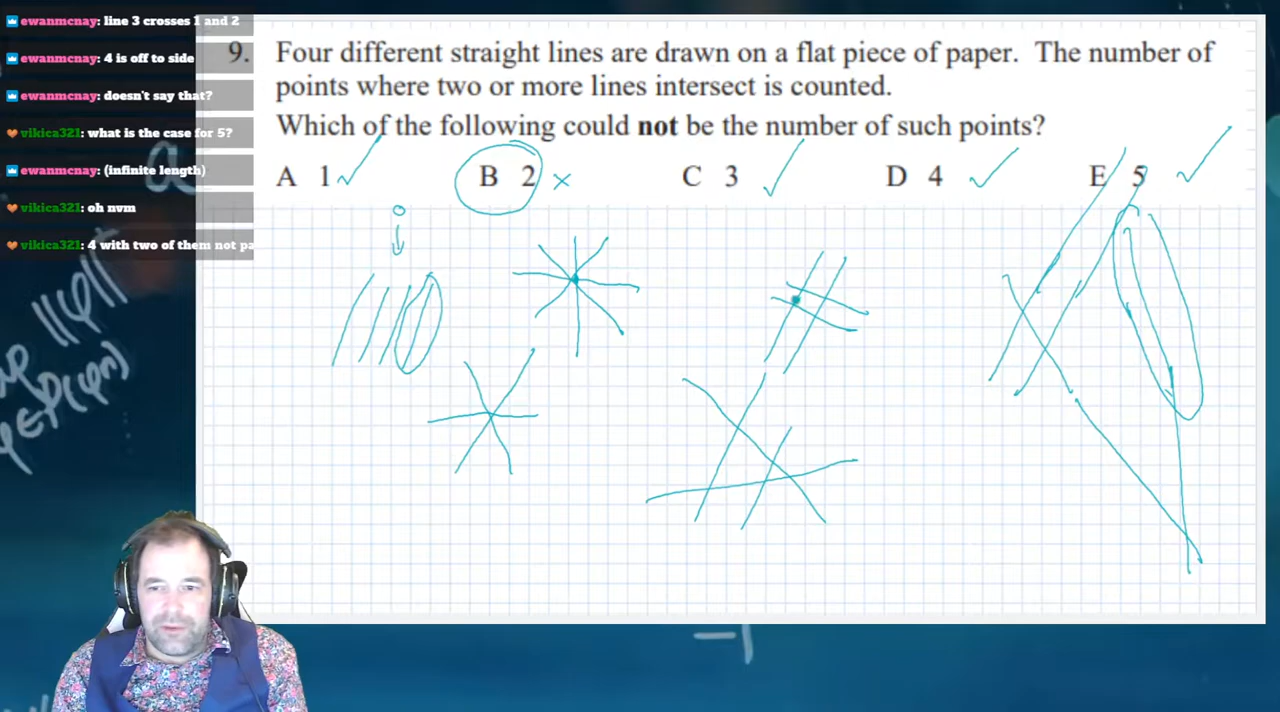 ewanmcnay: line 3 crosses 1 and 2
ewanmcnay: 4 is off to side
ewanmcnay: doesn't say that?
vikica321: what is the case for 5?
ewanmcnay: (infinite length)
vikica321: oh nvm
vikica321: 4 with two of them not pa
9. Four different straight lines are drawn on a flat piece of paper. The number of
points where two or more lines intersect is counted.
Which of the following could not be the number of such points?
A 1 B 2 C 3 D 4 E 5
0
-1